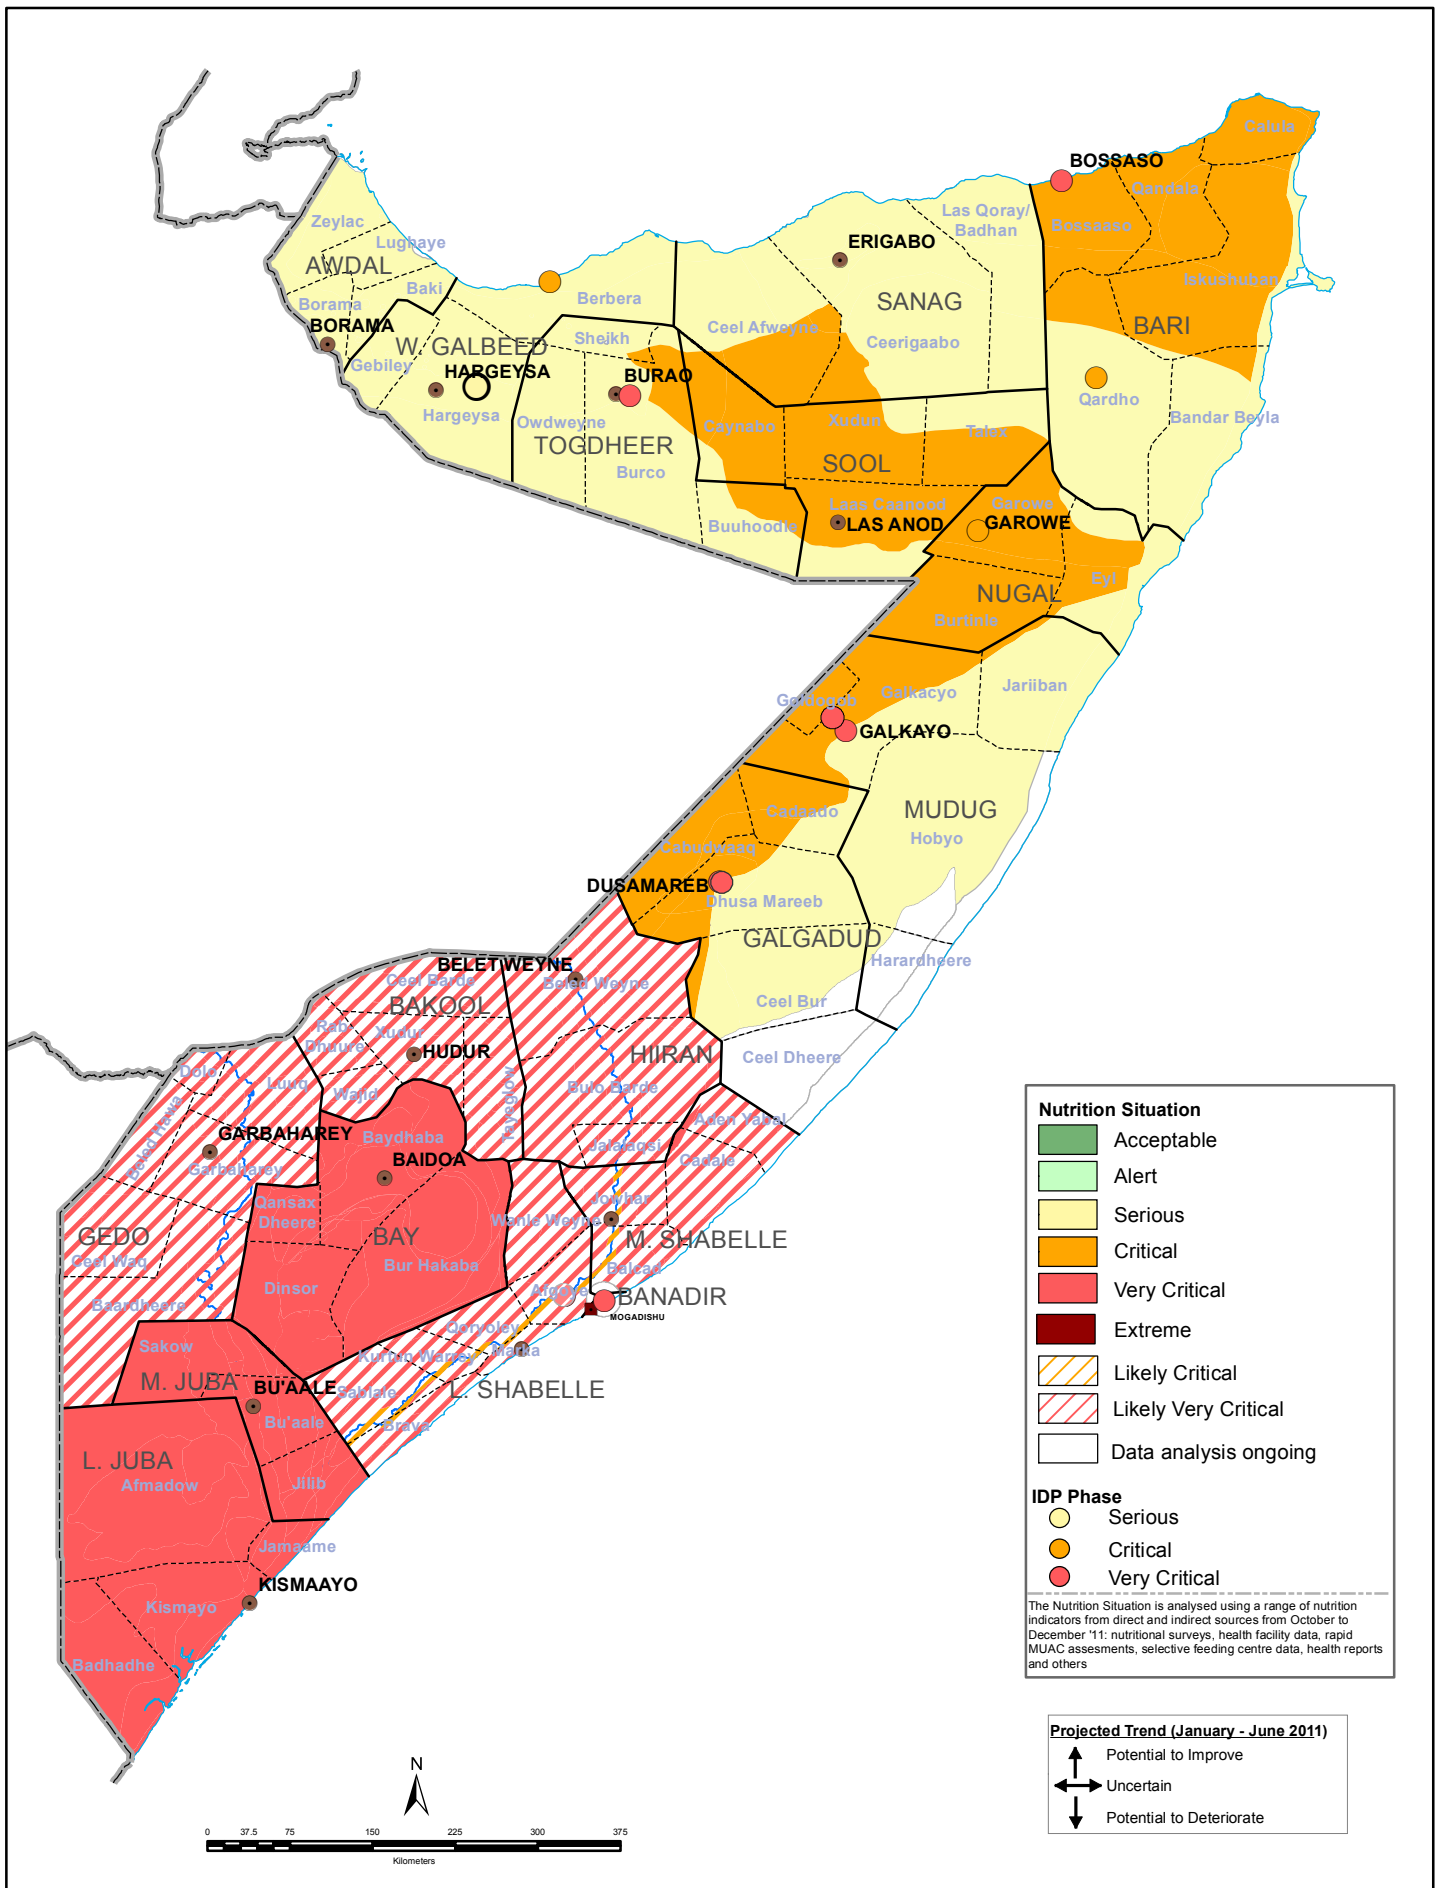 Calula
BOSSASO
Qandala
Las Qoray/
Badhan
Bossaaso
Zeylac
ERIGABO
Lughaye
AWDAL
Iskushuban
Baki
Berbera
SANAG
Borama
BORAMA
Ceel Afweyne
BARI
Sheikh
Ceerigaabo
W. GALBEED
Gebiley
HARGEYSA
BURAO
Qardho
Hargeysa
Owdweyne
Caynabo
Xudun
Talex
Bandar Beyla
TOGDHEER
SOOL
Burco
Laas Caanood
Garowe
Buuhoodle
LAS ANOD
GAROWE
Eyl
NUGAL
Burtinle
Jariiban
Galkacyo
Goldogob
GALKAYO
MUDUG
Cadaado
Hobyo
Cabudwaaq
DUSAMAREB
Dhusa Mareeb
GALGADUD
Harardheere
BELET WEYNE
Ceel Barde
Beled Weyne
Ceel Bur
BAKOOL
Rab
Dhuure
Xudur
HUDUR
HIIRAN
Ceel Dheere
Dolo
Luuq
Wajid
Tayeglow
Bulo Barde
Beled Hawa
Aden Yabal
GARBAHAREY
Baydhaba
Jalalaqsi
Garbaharey
BAIDOA
Cadale
Qansax
Dheere
Jowhar
GEDO
BAY
Wanle Weyne
M. SHABELLE
Ceel Waq
Bur Hakaba
Balcad
Dinsor
Afgoye
BANADIR
Baardheere
MOGADISHU
Qoryoley
Sakow
Kurtun Warrey
Marka
M. JUBA
BU'AALE
Sablale
L. SHABELLE
Bu'aale
Brava
L. JUBA
Afmadow
Jilib
Jamaame
KISMAAYO
Kismayo
Badhadhe
Nutrition Situation
Acceptable
Alert
Serious
Critical
Very Critical
Extreme
Likely Critical
Likely Very Critical
Data analysis ongoing
IDP Phase
Serious
Critical
Very Critical
The Nutrition Situation is analysed using a range of nutrition
indicators from direct and indirect sources from October to
December '11: nutritional surveys, health facility data, rapid
MUAC assesments, selective feeding centre data, health reports
and others
Projected Trend (January - June 2011)
Potential to Improve
Uncertain
Potential to Deteriorate
N
0 37.5 75 150 225 300 375
Kilometers